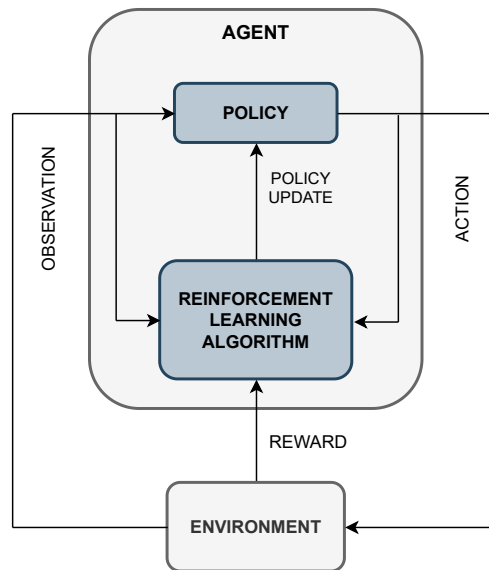 AGENT
POLICY
OBSERVATION
POLICY
UPDATE
ACTION
REINFORCEMENT
LEARNING
ALGORITHM
REWARD
ENVIRONMENT